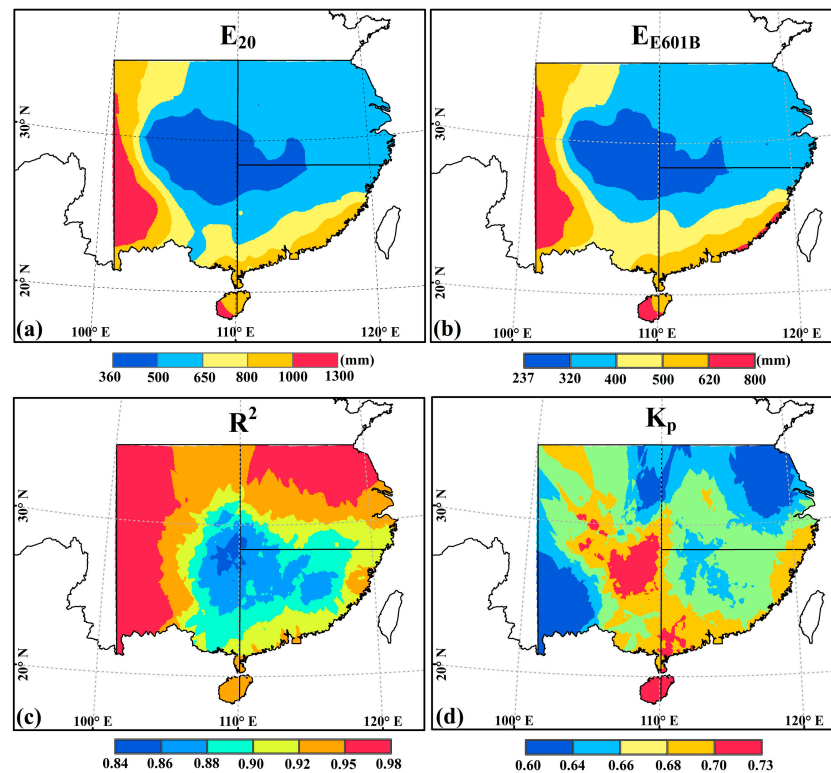 E20
EE601B
30° N
20° N
(a)
100° E
110° E
120° E
30° N
20° N
(b)
100° E
110° E
120° E
(mm)
360 500 650 800 1000 1300
(mm)
237 320 400 500 620 800
R²
Kp
30° N
20° N
(c)
100° E
110° E
120° E
30° N
20° N
(d)
100° E
110° E
120° E
0.84 0.86 0.88 0.90 0.92 0.95 0.98
0.60 0.64 0.66 0.68 0.70 0.73